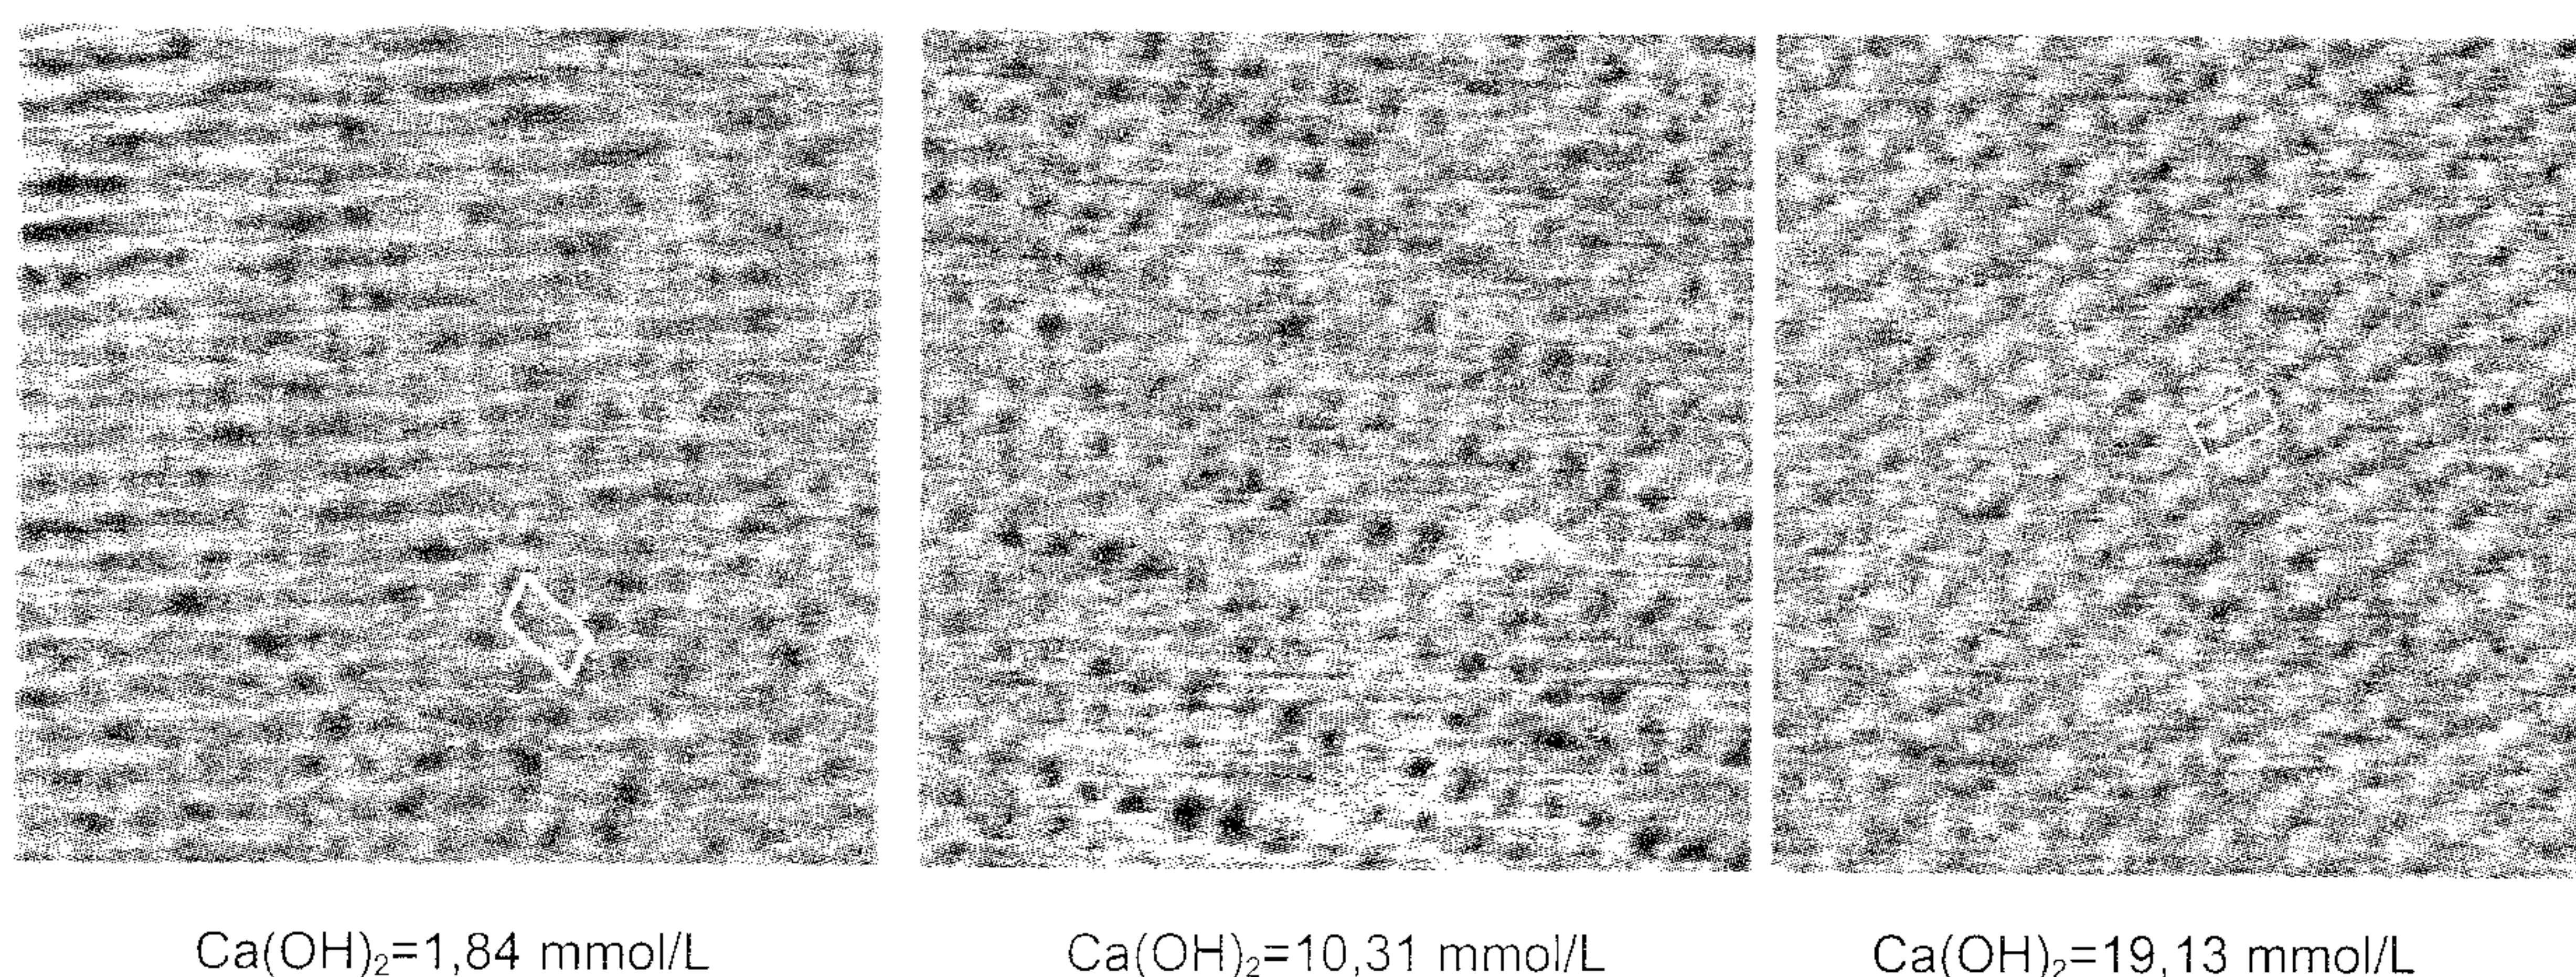 Ca(OH)₂=1,84 mmol/L
Ca(OH)₂=10,31 mmol/L
Ca(OH)₂=19,13 mmol/L